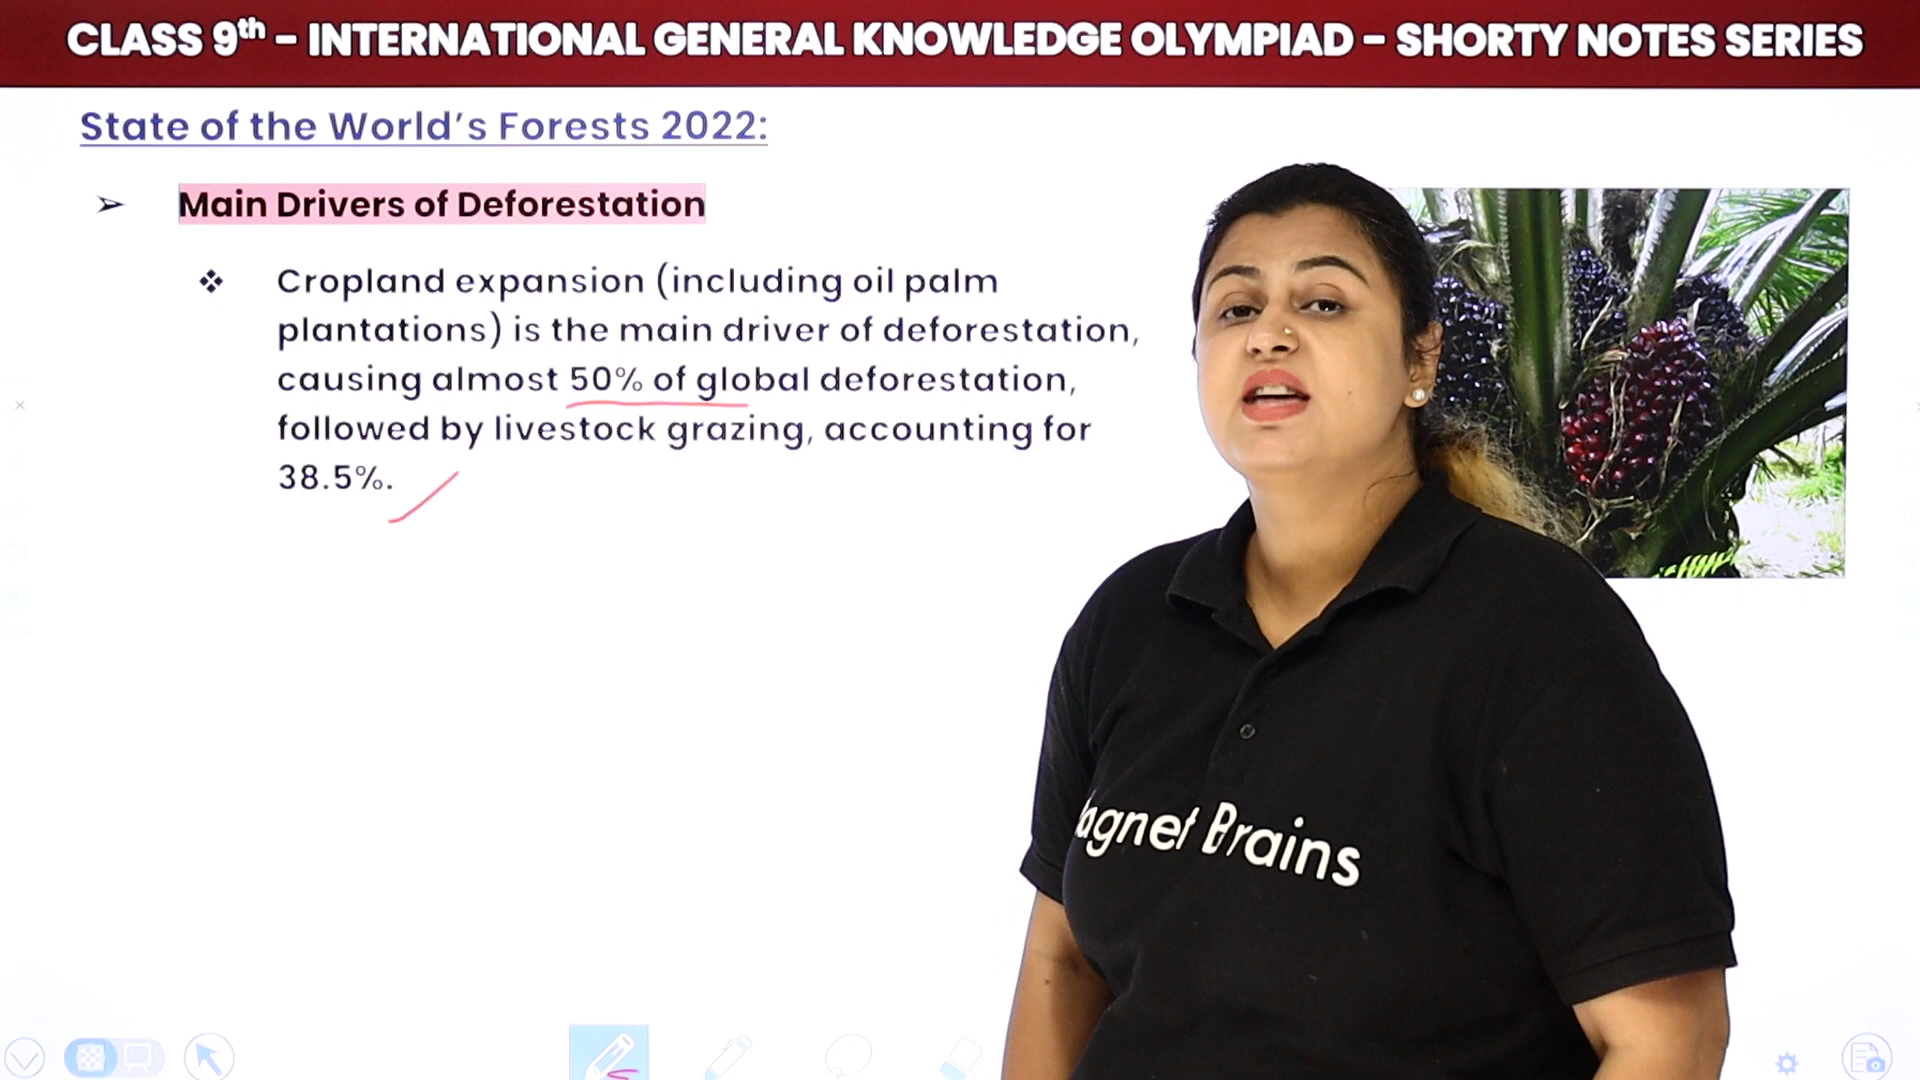 CLASS 9th – INTERNATIONAL GENERAL KNOWLEDGE OLYMPIAD – SHORTY NOTES SERIES
State of the World's Forests 2022:
➢ Main Drivers of Deforestation
❖ Cropland expansion (including oil palm
plantations) is the main driver of deforestation,
causing almost 50% of global deforestation,
followed by livestock grazing, accounting for
38.5%.
agnet Brains